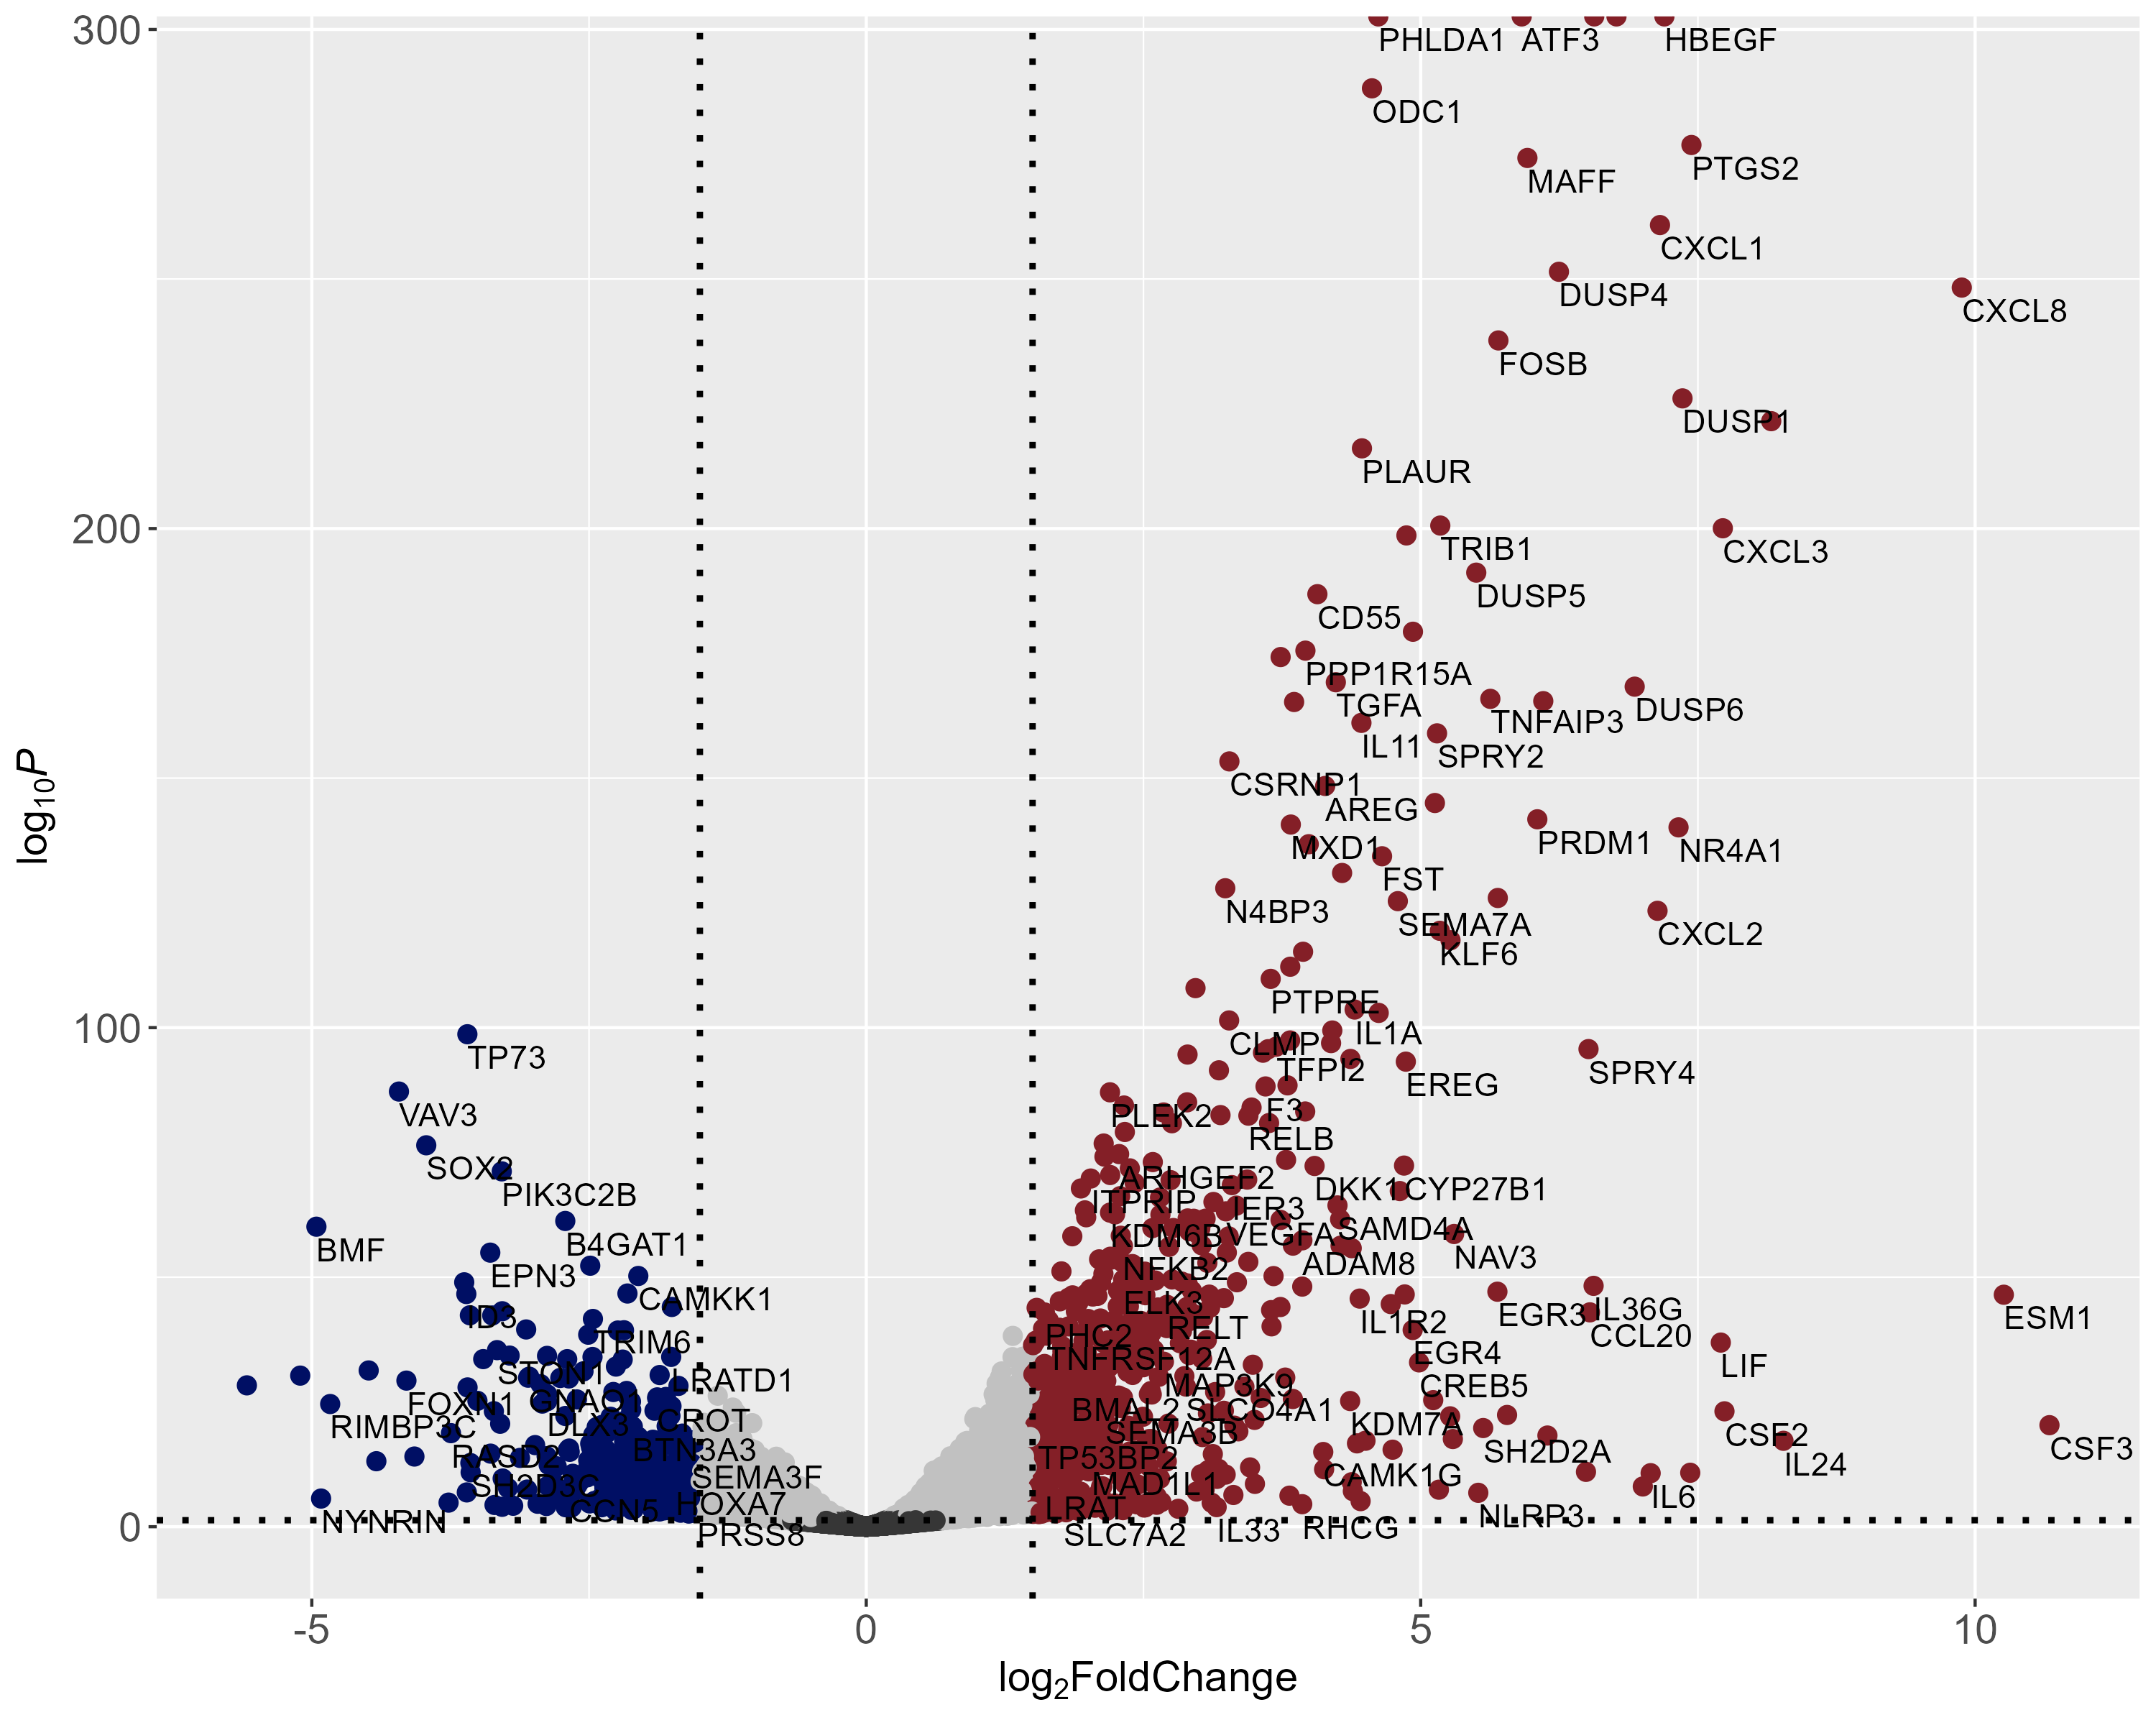 300
PHLDA1
ATF3
HBEGF
ODC1
PTGS2
MAFF
CXCL1
DUSP4
CXCL8
FOSB
DUSP1
PLAUR
200
TRIB1
CXCL3
DUSP5
CD55
PPP1R15A
TGFA
DUSP6
TNFAIP3
IL11
SPRY2
CSRNP1
AREG
MXD1
PRDM1
NR4A1
FST
N4BP3
SEMA7A
CXCL2
KLF6
log10P
PTPRE
100
IL1A
CLMP
TP73
TFPI2
SPRY4
EREG
VAV3
PLEK2
F3
RELB
SOX2
ARHGEF2
PIK3C2B
ITPRIP
DKK1
CYP27B1
IER3
B4GAT1
KDM6B
VEGFA
SAMD4A
BMF
NAV3
EPN3
NFKB2
ADAM8
CAMKK1
ELK3
ID3
IL36G
EGR3
ESM1
IL1R2
TRIM6
PHC2
RELT
CCL20
EGR4
TNFRSF12A
LIF
STON1
LRATD1
MAP3K9
CREB5
FOXN1
GNAO1
BMAL2
SLCO4A1
RIMBP3C
DLX3
CROT
SEMA3B
KDM7A
CSF2
RASD2
BTN3A3
TP53BP2
SH2D2A
CSF3
IL24
SH2D3C
SEMA3F
MAD1L1
CAMK1G
IL6
CCN5
HOXA7
LRAT
NLRP3
NYNRIN
0
PRSS8
SLC7A2
IL33
RHCG
-5
0
5
10
log2FoldChange